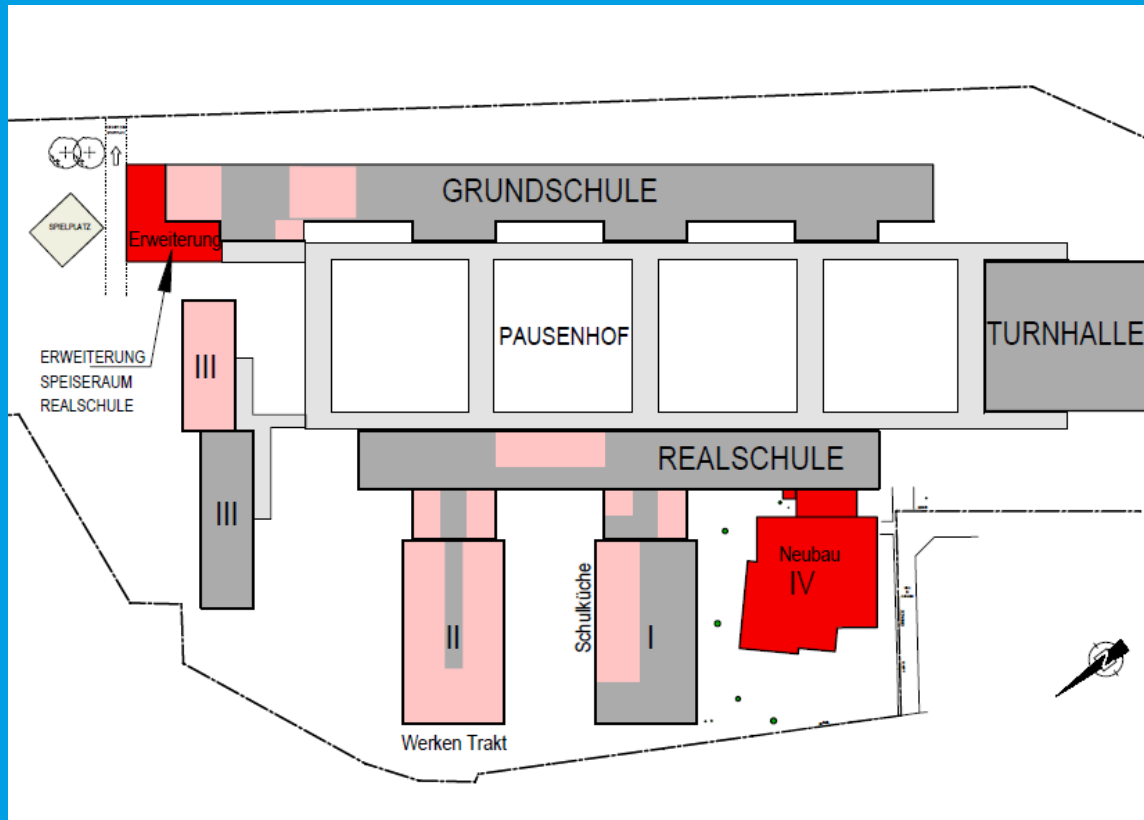 GRUNDSCHULE
SPIELPLATZ
Erweiterung
PAUSENHOF
TURNHALLE
ERWEITERUNG
SPEISERAUM
REALSCHULE
III
III
REALSCHULE
Neubau
IV
Schulküche
II
I
Werken Trakt